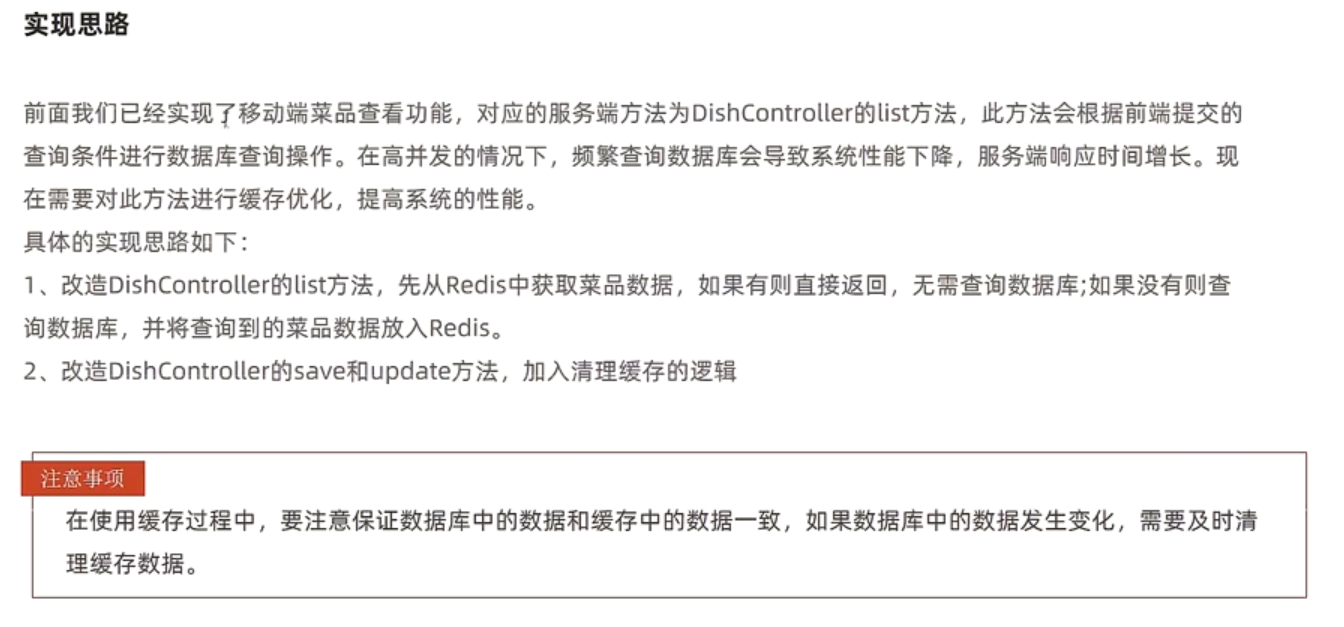 实现思路
前面我们已经实现了移动端菜品查看功能，对应的服务端方法为DishController的list方法，此方法会根据前端提交的
查询条件进行数据库查询操作。在高并发的情况下，频繁查询数据库会导致系统性能下降，服务端响应时间增长。现
在需要对此方法进行缓存优化，提高系统的性能。
具体的实现思路如下：
1、改造DishController的list方法，先从Redis中获取菜品数据，如果有则直接返回，无需查询数据库;如果没有则查
询数据库，并将查询到的菜品数据放入Redis。
2、改造DishController的save和update方法，加入清理缓存的逻辑
注意事项
在使用缓存过程中，要注意保证数据库中的数据和缓存中的数据一致，如果数据库中的数据发生变化，需要及时清
理缓存数据。